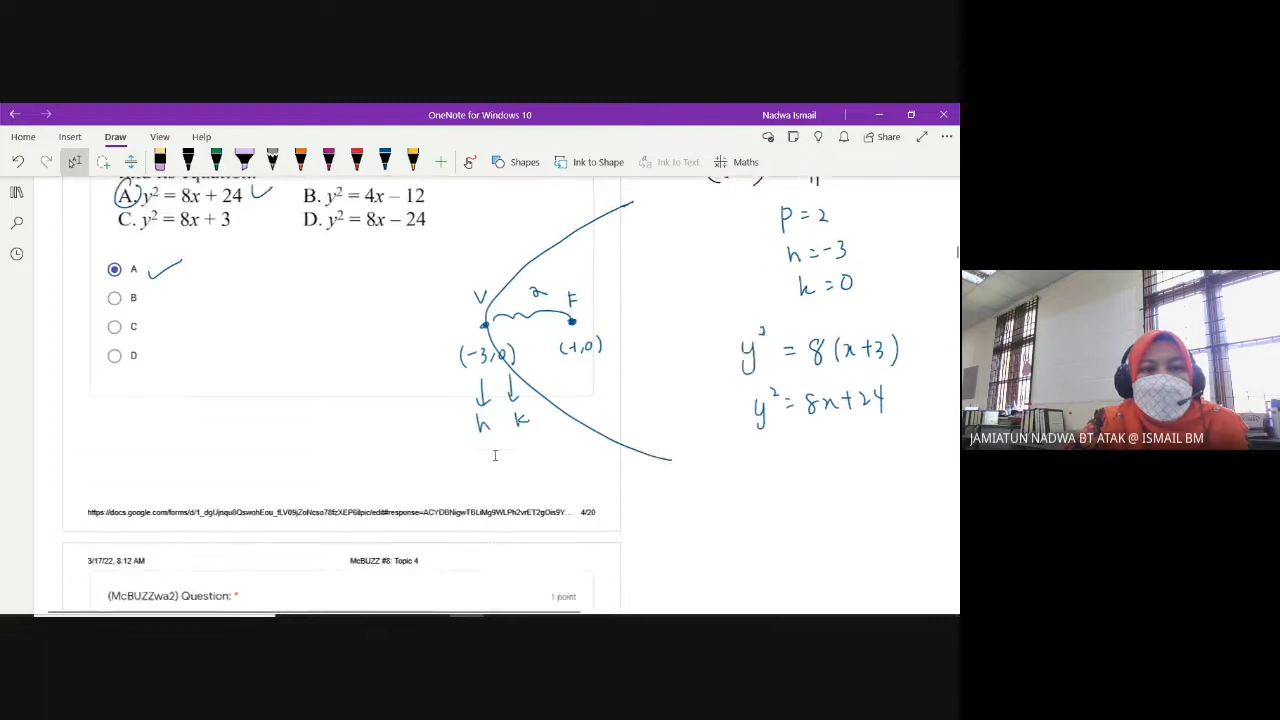 OneNote for Windows 10
Nadwa Ismail
Home Insert Draw View Help
Share
Shapes
Ink to Shape
Ink to Text
Maths
A. y² = 8x + 24 B. y² = 4x – 12
C. y² = 8x + 3 D. y² = 8x – 24
A
B
C
D
V 2 F
(-3,0) (-1,0)
h k
p = 2
h = -3
k = 0
y² = 8(x+3)
y² = 8x+24
4/20
3/17/22, 8:12 AM McBUZZ #8: Topic 4
(McBUZZwa2) Question: * 1 point
JAMIATUN NADWA BT ATAK @ ISMAIL BM